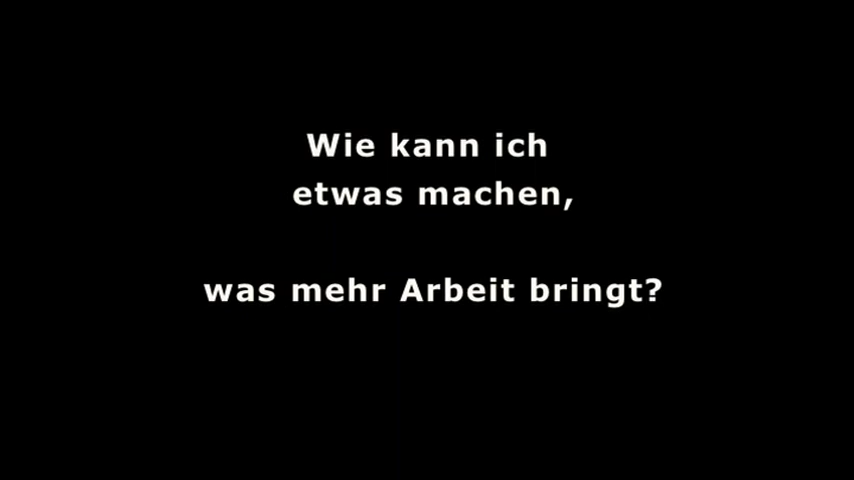 Wie kann ich
etwas machen,
was mehr Arbeit bringt?